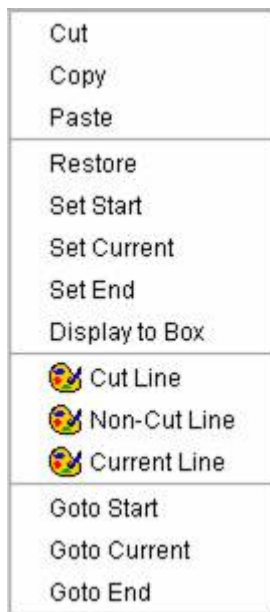 Cut
Copy
Paste
Restore
Set Start
Set Current
Set End
Display to Box
Cut Line
Non-Cut Line
Current Line
Goto Start
Goto Current
Goto End